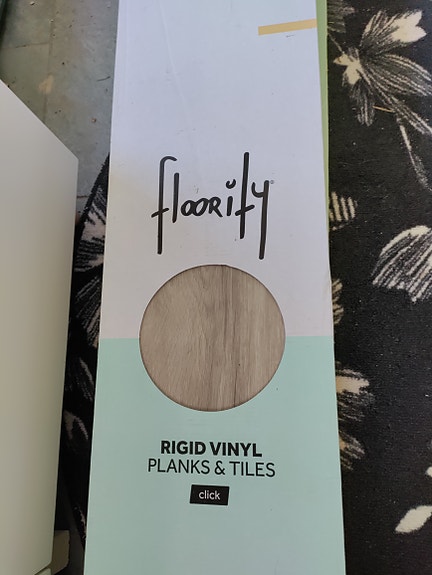 floorify
RIGID VINYL
PLANKS & TILES
click